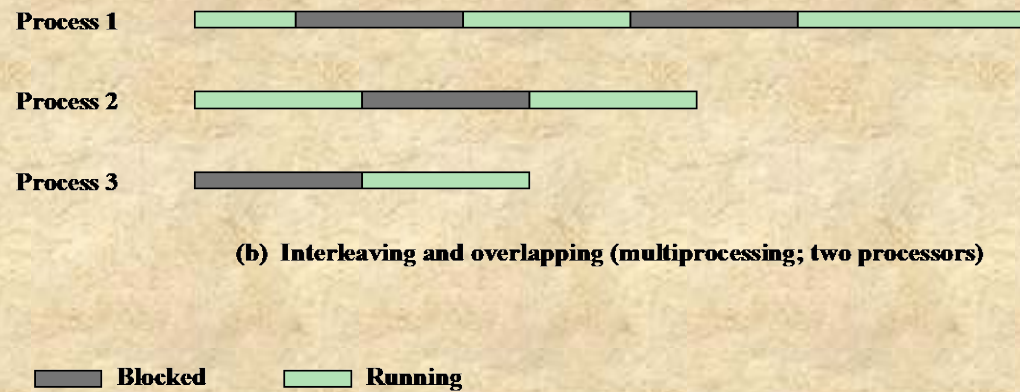 Process 1
Process 2
Process 3
(b) Interleaving and overlapping (multiprocessing; two processors)
Blocked Running